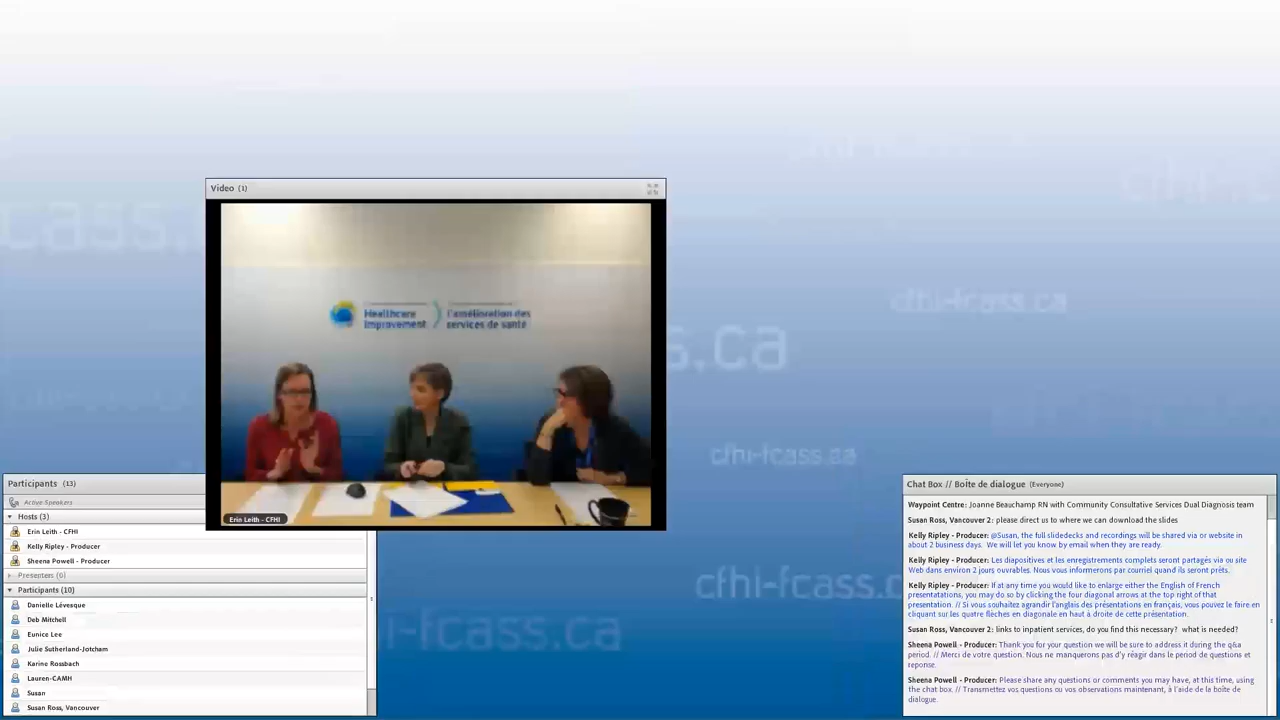 cfhi-fcass.ca
cass.
cfhi-fcass.ca
s.ca
cfhi-fcass.ca
cfhi-fcass.c
i-fcass.ca
Video (1)
Healthcare Improvement
l'amélioration des services de santé
Erin Leith - CFHI
Participants (13)
Active Speakers
Hosts (3)
Erin Leith - CFHI
Kelly Ripley - Producer
Sheena Powell - Producer
Presenters (0)
Participants (10)
Danielle Lévesque
Deb Mitchell
Eunice Lee
Julie Sutherland-Jotcham
Karine Rossbach
Lauren-CAMH
Susan
Susan Ross, Vancouver
Chat Box // Boîte de dialogue (Everyone)
Waypoint Centre: Joanne Beauchamp RN with Community Consultative Services Dual Diagnosis team
Susan Ross, Vancouver 2: please direct us to where we can download the slides
Kelly Ripley - Producer: @Susan, the full slidedecks and recordings will be shared via or website in
about 2 business days. We will let you know by email when they are ready.
Kelly Ripley - Producer: Les diapositives et les enregistrements complets seront partagés via ou site
Web dans environ 2 jours ouvrables. Nous vous informerons par courriel quand ils seront prêts.
Kelly Ripley - Producer: If at any time you would like to enlarge either the English of French
presentatations, you may do so by clicking the four diagonal arrows at the top right of that
presentation. // Si vous souhaitez agrandir l'anglais des présentations en français, vous pouvez le faire en
cliquant sur les quatre flèches en diagonale en haut à droite de cette présentation.
Susan Ross, Vancouver 2: links to inpatient services, do you find this necessary? what is needed?
Sheena Powell - Producer: Thank you for your question we will be sure to address it during the q&a
period. // Merci de votre question. Nous ne manquerons pas d'y réagir dans le period de questions et
reponse.
Sheena Powell - Producer: Please share any questions or comments you may have, at this time, using
the chat box. // Transmettez vos questions ou vos observations maintenant, à l'aide de la boîte de
dialogue.